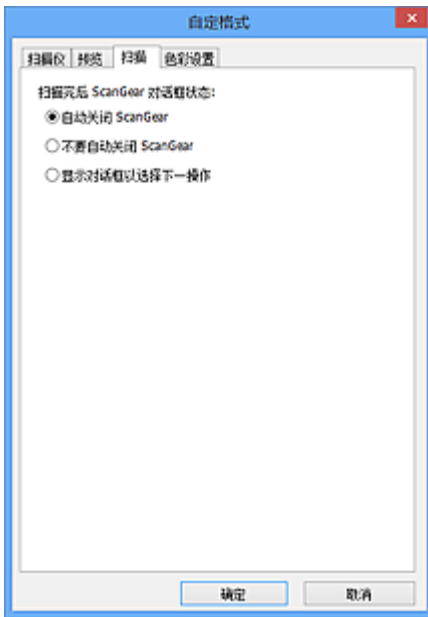 自定格式
扫描仪 预览 扫描 色彩设置
扫描完后 ScanGear 对话框状态:
自动关闭 ScanGear
不要自动关闭 ScanGear
显示对话框以选择下一操作
确定 取消